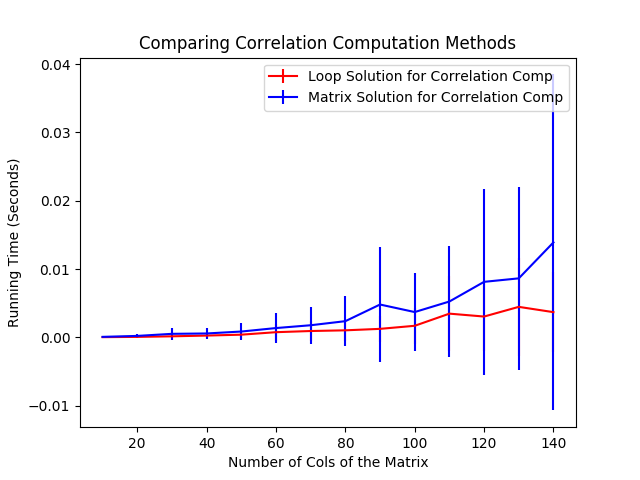 Comparing Correlation Computation Methods
Loop Solution for Correlation Comp
Matrix Solution for Correlation Comp
0.04
0.03
0.02
0.01
0.00
−0.01
Running Time (Seconds)
20 40 60 80 100 120 140
Number of Cols of the Matrix